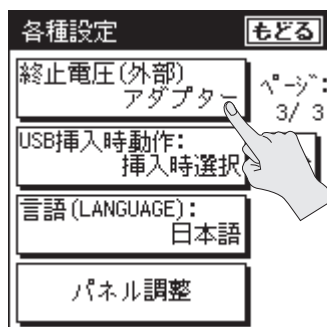 各種設定
もどる
終止電圧(外部)
アダプター
ページ:
3/ 3
USB挿入時動作:
挿入時選択
言語(LANGUAGE):
日本語
パネル調整